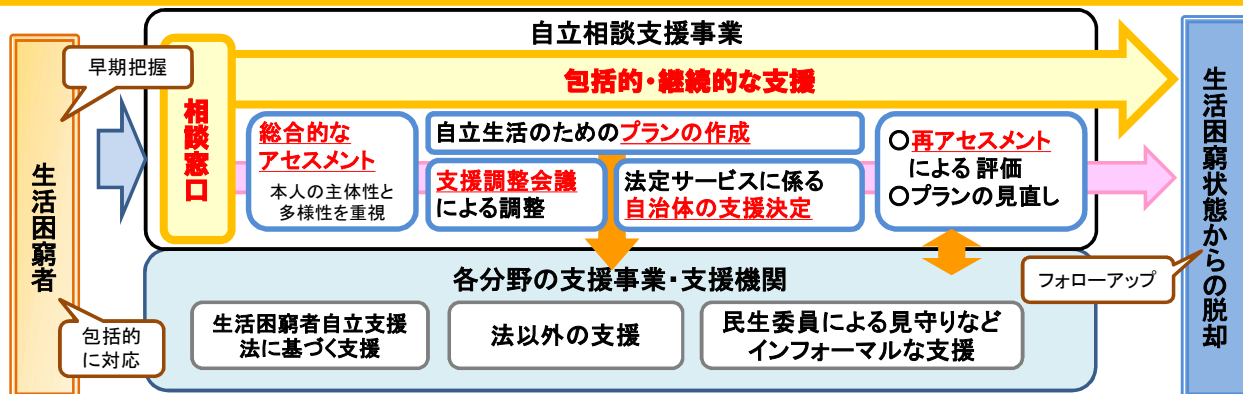 自立相談支援事業
早期把握
生活困窮者
包括的
に対応
相談窓口
包括的・継続的な支援
総合的な
アセスメント
本人の主体性と
多様性を重視
自立生活のためのプランの作成
支援調整会議
による調整
法定サービスに係る
自治体の支援決定
○再アセスメント
による評価
○プランの見直し
各分野の支援事業・支援機関
生活困窮者自立支援
法に基づく支援
法以外の支援
民生委員による見守りなど
インフォーマルな支援
フォローアップ
生活困窮状態からの脱却